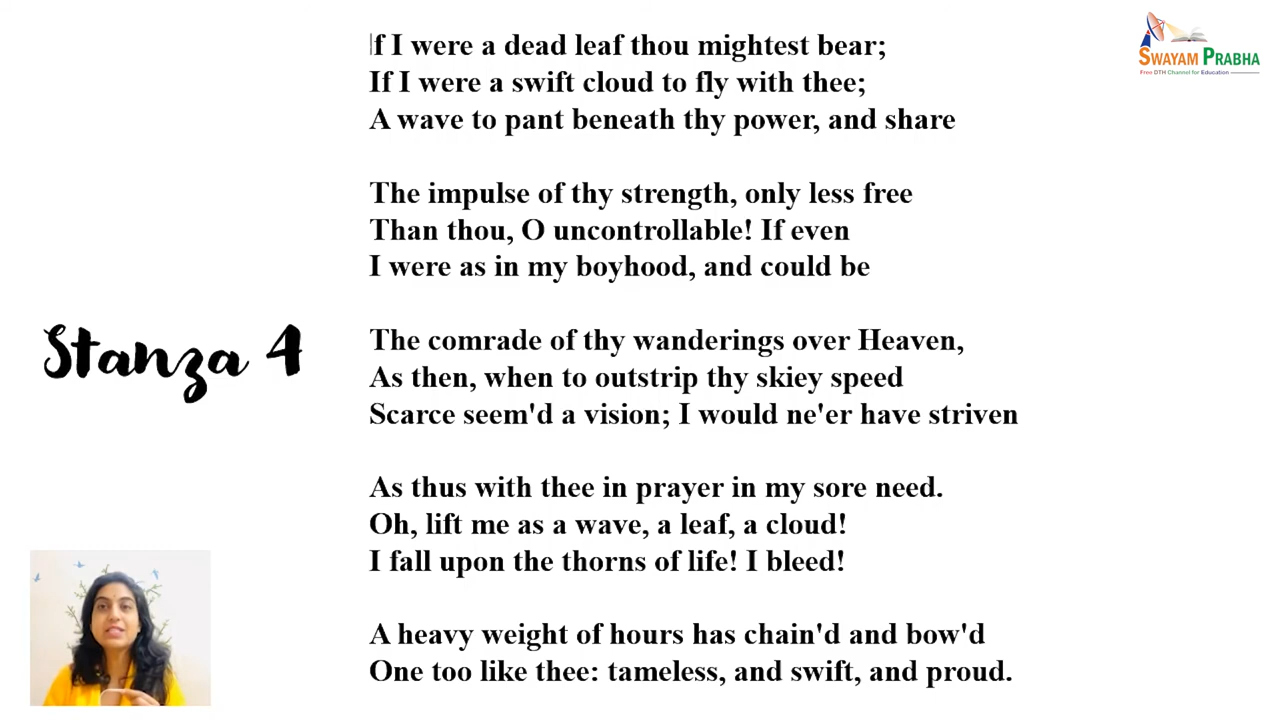 If I were a dead leaf thou mightest bear;
If I were a swift cloud to fly with thee;
A wave to pant beneath thy power, and share
The impulse of thy strength, only less free
Than thou, O uncontrollable! If even
I were as in my boyhood, and could be
The comrade of thy wanderings over Heaven,
As then, when to outstrip thy skiey speed
Scarce seem'd a vision; I would ne'er have striven
As thus with thee in prayer in my sore need.
Oh, lift me as a wave, a leaf, a cloud!
I fall upon the thorns of life! I bleed!
A heavy weight of hours has chain'd and bow'd
One too like thee: tameless, and swift, and proud.
Stanza 4
SWAYAM PRABHA
Free DTH Channel for Education